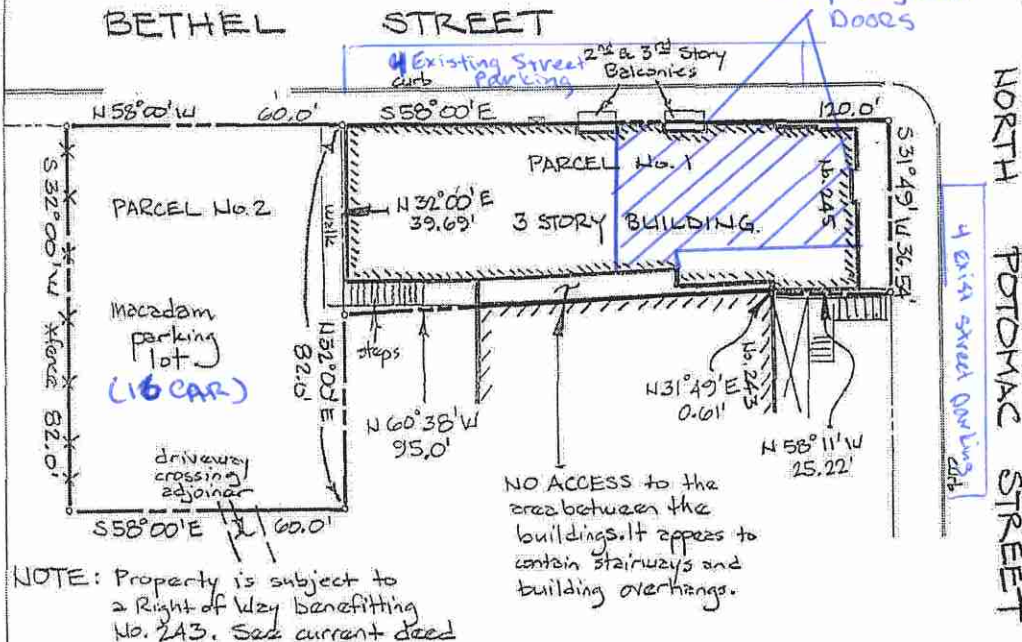 BETHEL STREET
Doors
4 Existing Street
Parking
curb
2nd & 3rd Story
Balconies
N58°00'W 60.0'
S58°00'E 120.0'
S 32°00'W *fence 82.0'
PARCEL No. 2
walk
N32°00'E
39.69'
PARCEL No. 1
3 STORY BUILDING
No. 245
S31°49'W 36.54'
NORTH POTOMAC STREET
4 exist street parking
curb
macadam
parking
lot
(16 CAR)
N32°00'E
82.0'
steps
N60°38'W
95.0'
N31°49'E
0.61'
No. 243
N58°11'W
25.22'
driveway
crossing
adjoiner
S58°00'E 60.0'
NO ACCESS to the
area between the
buildings. It appears to
contain stairways and
building overhangs.
NOTE: Property is subject to
a Right of Way benefitting
No. 243. See current deed